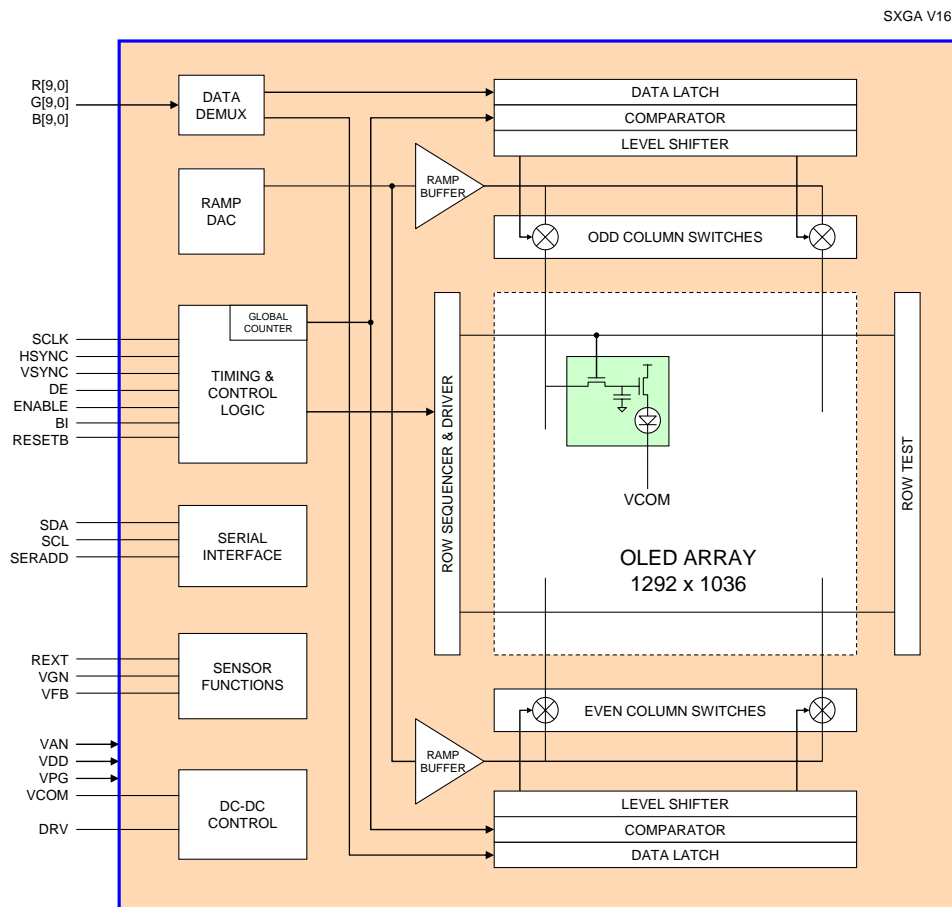 SXGA V16
R[9,0]
G[9,0]
B[9,0]
DATA
DEMUX
DATA LATCH
COMPARATOR
LEVEL SHIFTER
RAMP
DAC
RAMP
BUFFER
ODD COLUMN SWITCHES
GLOBAL
COUNTER
TIMING &
CONTROL
LOGIC
SCLK
HSYNC
VSYNC
DE
ENABLE
BI
RESETB
ROW SEQUENCER & DRIVER
VCOM
OLED ARRAY
1292 x 1036
ROW TEST
SDA
SCL
SERADD
SERIAL
INTERFACE
REXT
VGN
VFB
SENSOR
FUNCTIONS
EVEN COLUMN SWITCHES
RAMP
BUFFER
VAN
VDD
VPG
VCOM
DRV
DC-DC
CONTROL
LEVEL SHIFTER
COMPARATOR
DATA LATCH